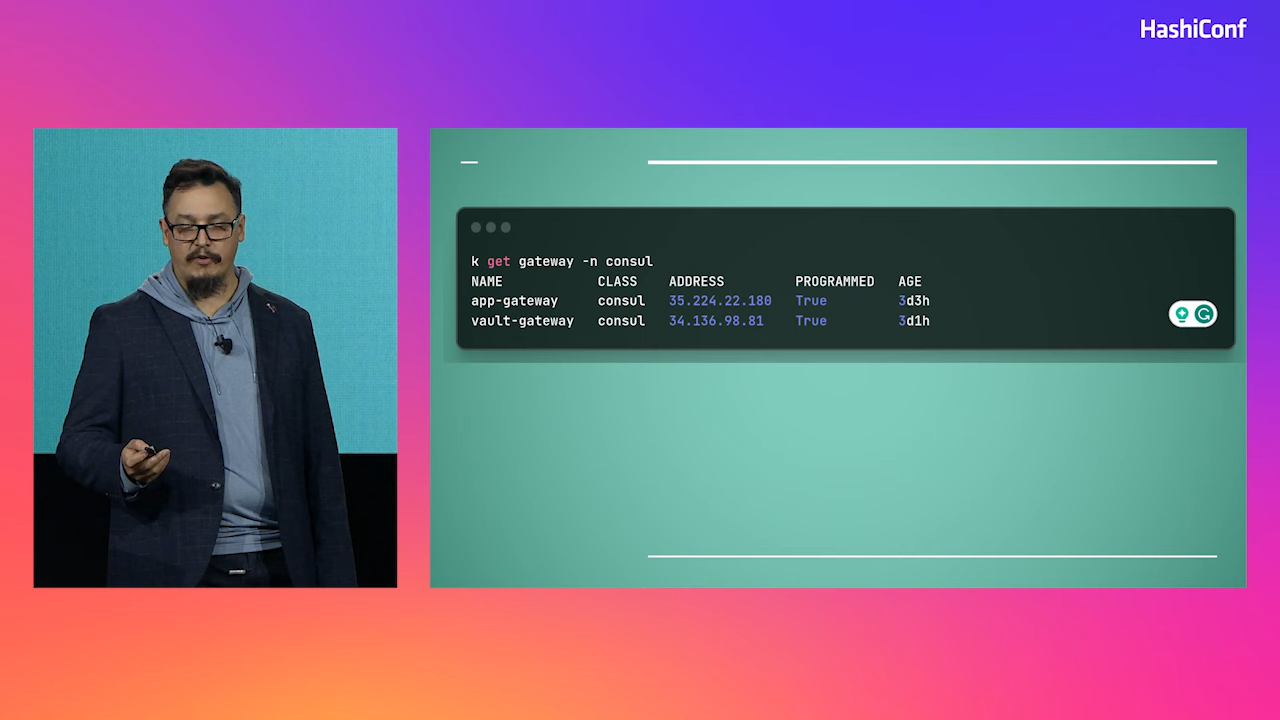 HashiConf
k get gateway -n consul
NAME CLASS ADDRESS PROGRAMMED AGE
app-gateway consul 35.224.22.180 True 3d3h
vault-gateway consul 34.136.98.81 True 3d1h